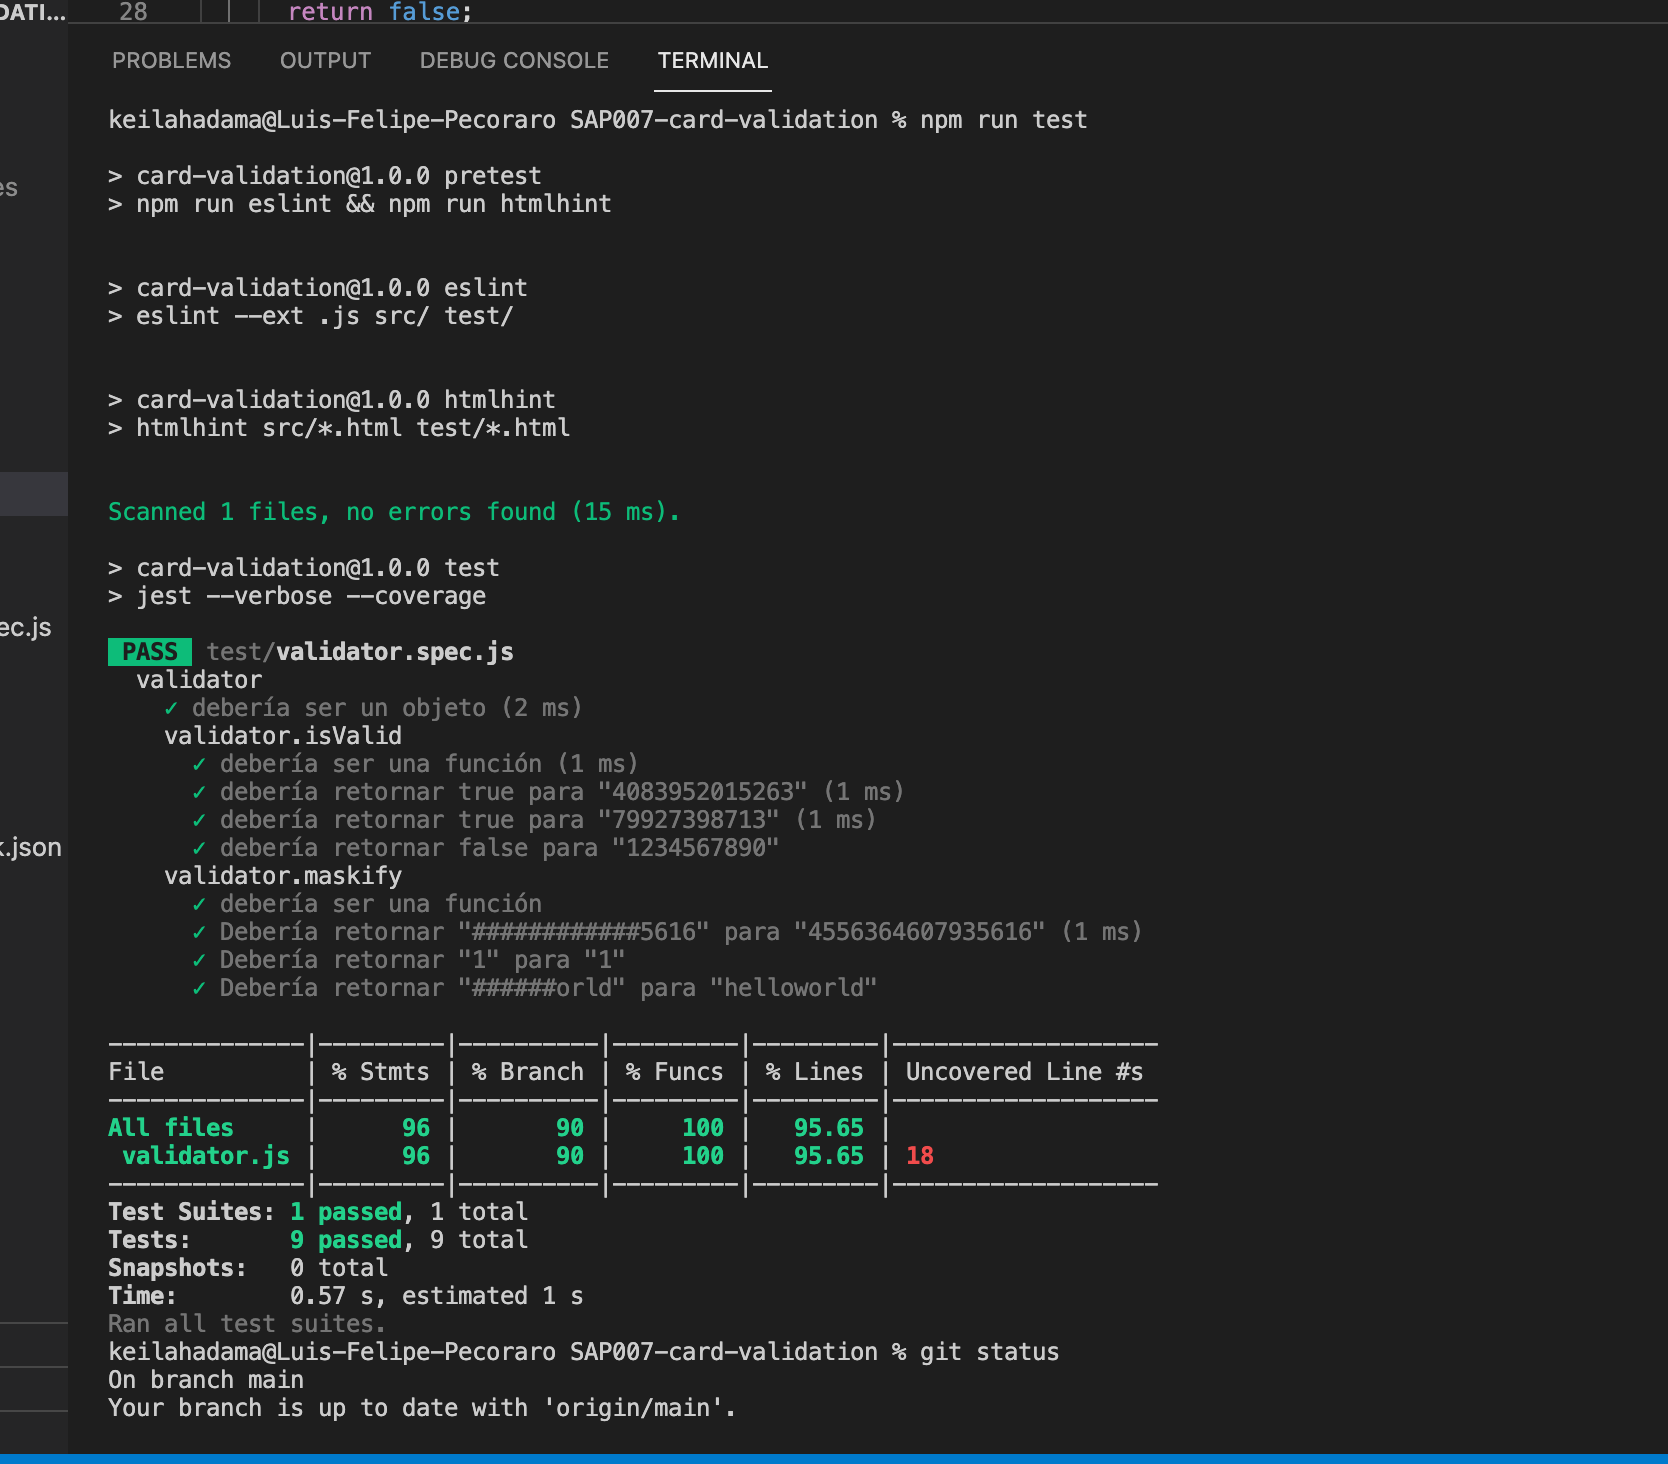 DATI...
28 return false;
PROBLEMS OUTPUT DEBUG CONSOLE TERMINAL
keilahadama@Luis-Felipe-Pecoraro SAP007-card-validation % npm run test
> card-validation@1.0.0 pretest
es
> npm run eslint && npm run htmlhint
> card-validation@1.0.0 eslint
> eslint --ext .js src/ test/
> card-validation@1.0.0 htmlhint
> htmlhint src/*.html test/*.html
Scanned 1 files, no errors found (15 ms).
> card-validation@1.0.0 test
> jest --verbose --coverage
ec.js
PASS test/validator.spec.js
validator
✓ debería ser un objeto (2 ms)
validator.isValid
✓ debería ser una función (1 ms)
✓ debería retornar true para "4083952015263" (1 ms)
✓ debería retornar true para "79927398713" (1 ms)
✓ debería retornar false para "1234567890"
k.json
validator.maskify
✓ debería ser una función
✓ Debería retornar "############5616" para "4556364607935616" (1 ms)
✓ Debería retornar "1" para "1"
✓ Debería retornar "######orld" para "helloworld"
--------------|---------|----------|---------|---------|-------------------
File | % Stmts | % Branch | % Funcs | % Lines | Uncovered Line #s
--------------|---------|----------|---------|---------|-------------------
All files | 96 | 90 | 100 | 95.65 |
validator.js | 96 | 90 | 100 | 95.65 | 18
--------------|---------|----------|---------|---------|-------------------
Test Suites: 1 passed, 1 total
Tests: 9 passed, 9 total
Snapshots: 0 total
Time: 0.57 s, estimated 1 s
Ran all test suites.
keilahadama@Luis-Felipe-Pecoraro SAP007-card-validation % git status
On branch main
Your branch is up to date with 'origin/main'.